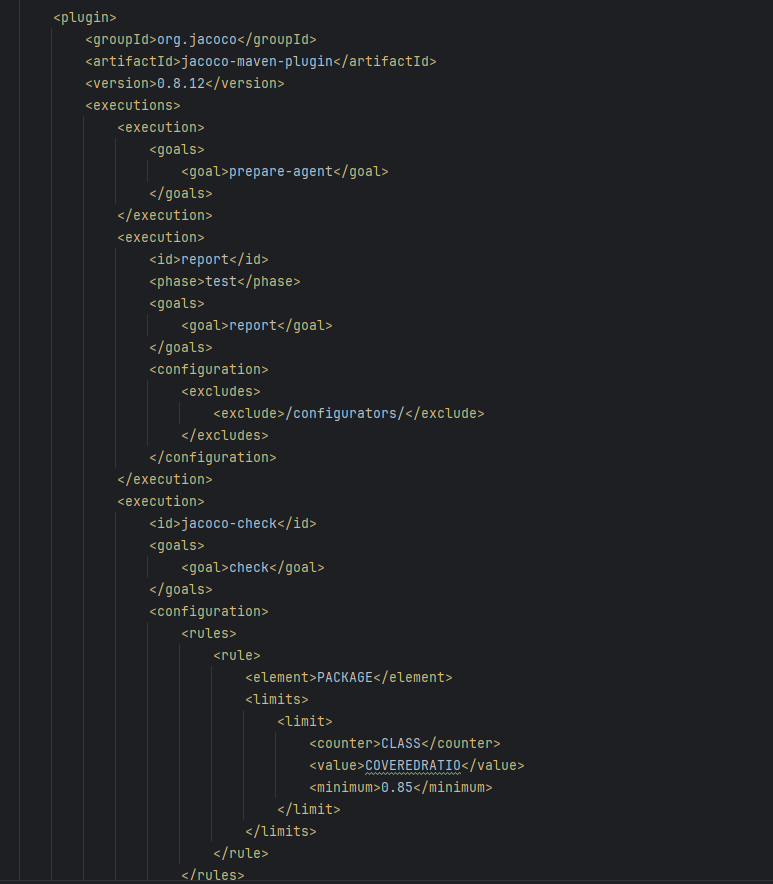 <plugin>
<groupId>org.jacoco</groupId>
<artifactId>jacoco-maven-plugin</artifactId>
<version>0.8.12</version>
<executions>
<execution>
<goals>
<goal>prepare-agent</goal>
</goals>
</execution>
<execution>
<id>report</id>
<phase>test</phase>
<goals>
<goal>report</goal>
</goals>
<configuration>
<excludes>
<exclude>/configurators/</exclude>
</excludes>
</configuration>
</execution>
<execution>
<id>jacoco-check</id>
<goals>
<goal>check</goal>
</goals>
<configuration>
<rules>
<rule>
<element>PACKAGE</element>
<limits>
<limit>
<counter>CLASS</counter>
<value>COVEREDRATIO</value>
<minimum>0.85</minimum>
</limit>
</limits>
</rule>
</rules>